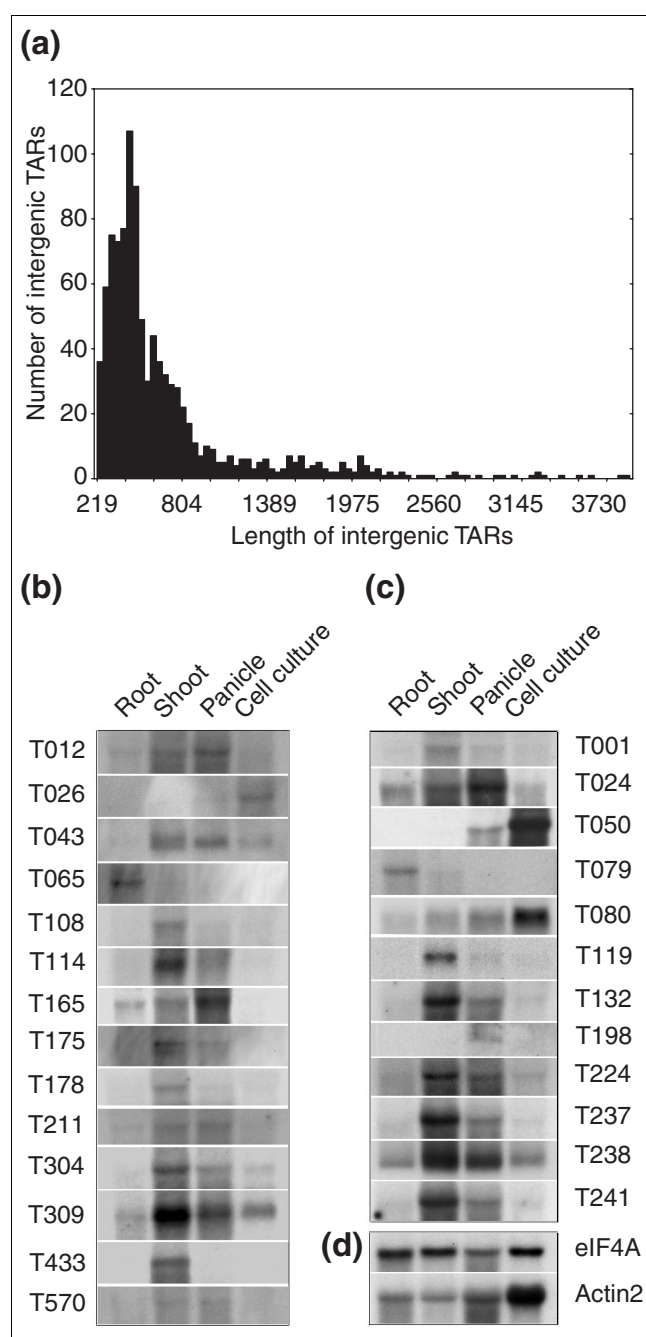 (a)
120
100
80
60
40
20
0
Number of intergenic TARs
219 804 1389 1975 2560 3145 3730
Length of intergenic TARs
(b)
Root Shoot Panicle Cell culture
T012
T026
T043
T065
T108
T114
T165
T175
T178
T211
T304
T309
T433
T570
(c)
Root Shoot Panicle Cell culture
T001
T024
T050
T079
T080
T119
T132
T198
T224
T237
T238
T241
(d)
eIF4A
Actin2